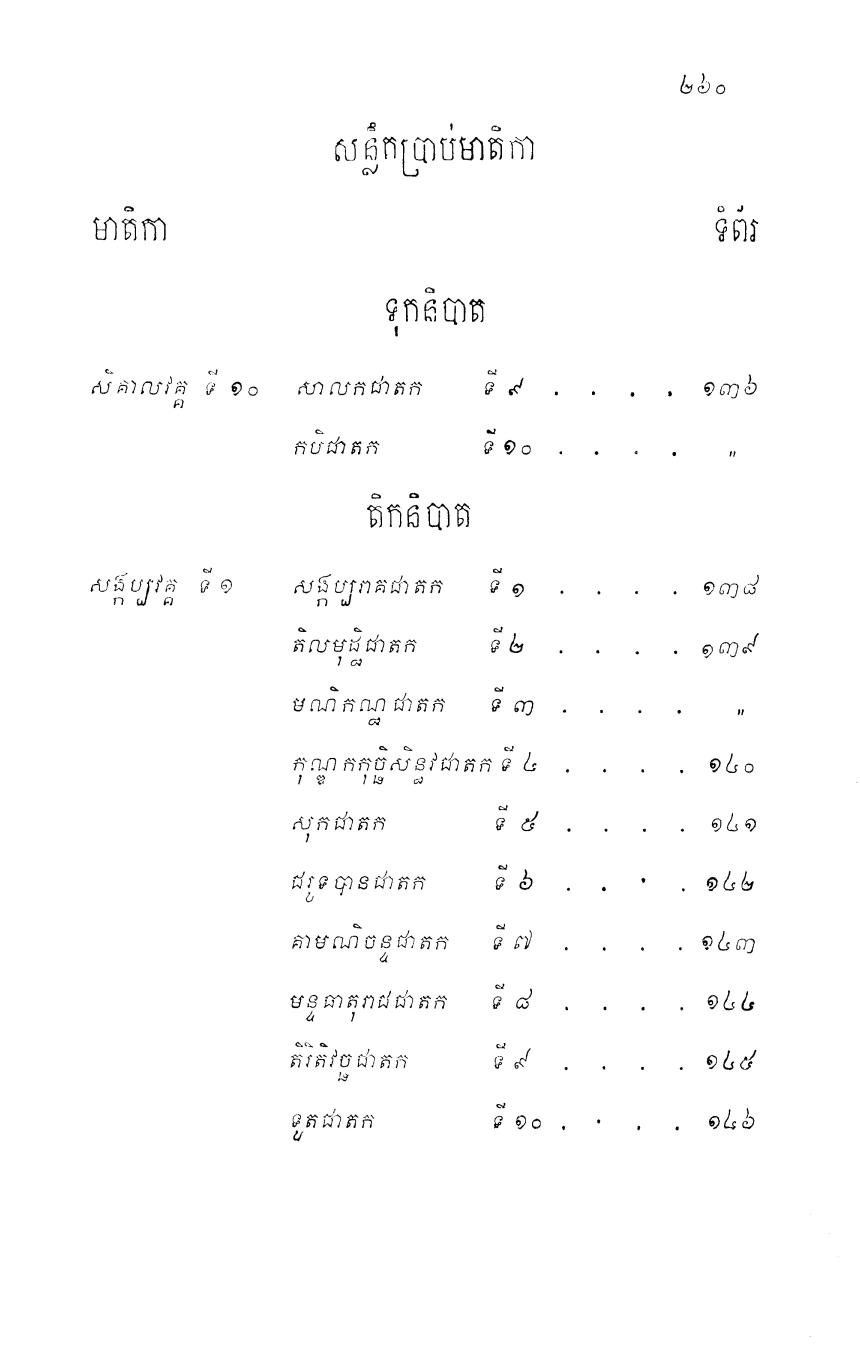 ២៦០
សន្លឹកប្រាប់មាតិកា
មាតិកា ទំព័រ
ទុកនិបាត
សិគាលវគ្គ ទី ១០ សាលកជាតក ទី ៩ . . . . ១៣៦
កបិជាតក ទី ១០ . . . . "
តិកនិបាត
សង្កប្បវគ្គ ទី ១ សង្កប្បរាគជាតក ទី ១ . . . . ១៣៨
តិលមុដ្ឋិជាតក ទី ២ . . . . ១៣៩
មណិកណ្ឋជាតក ទី ៣ . . . . "
កុណ្ឌកកុច្ឆិសិន្ធវជាតក ទី ៤ . . . . ១៤០
សុកជាតក ទី ៥ . . . . ១៤១
ជរូទបានជាតក ទី ៦ . . . . ១៤២
គាមណិចន្ទជាតក ទី ៧ . . . . ១៤៣
មន្ធាតុរាជជាតក ទី ៨ . . . . ១៤៤
តិរិតិវច្ឆជាតក ទី ៩ . . . . ១៤៥
ទូតជាតក ទី ១០ . . . . ១៤៦